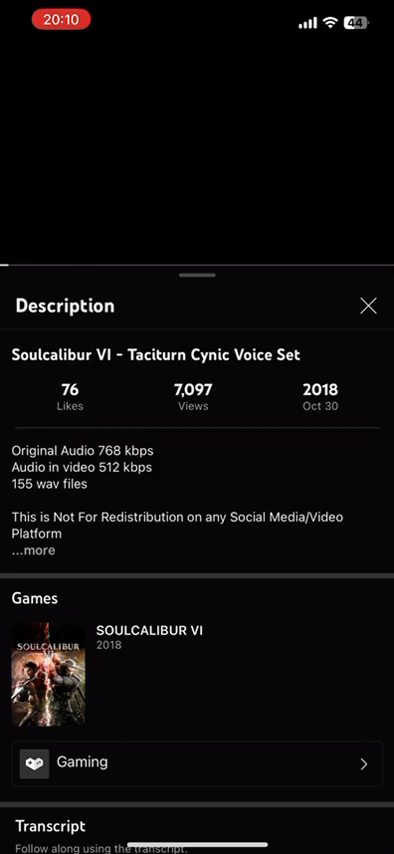 20:10
44
Description
Soulcalibur VI - Taciturn Cynic Voice Set
76
7,097
2018
Likes
Views
Oct 30
Original Audio 768 kbps
Audio in video 512 kbps
155 wav files
This is Not For Redistribution on any Social Media/Video
Platform
...more
Games
SOULCALIBUR VI
2018
SOULCALIBUR
VI
Gaming
Transcript
Follow along using the transcript.